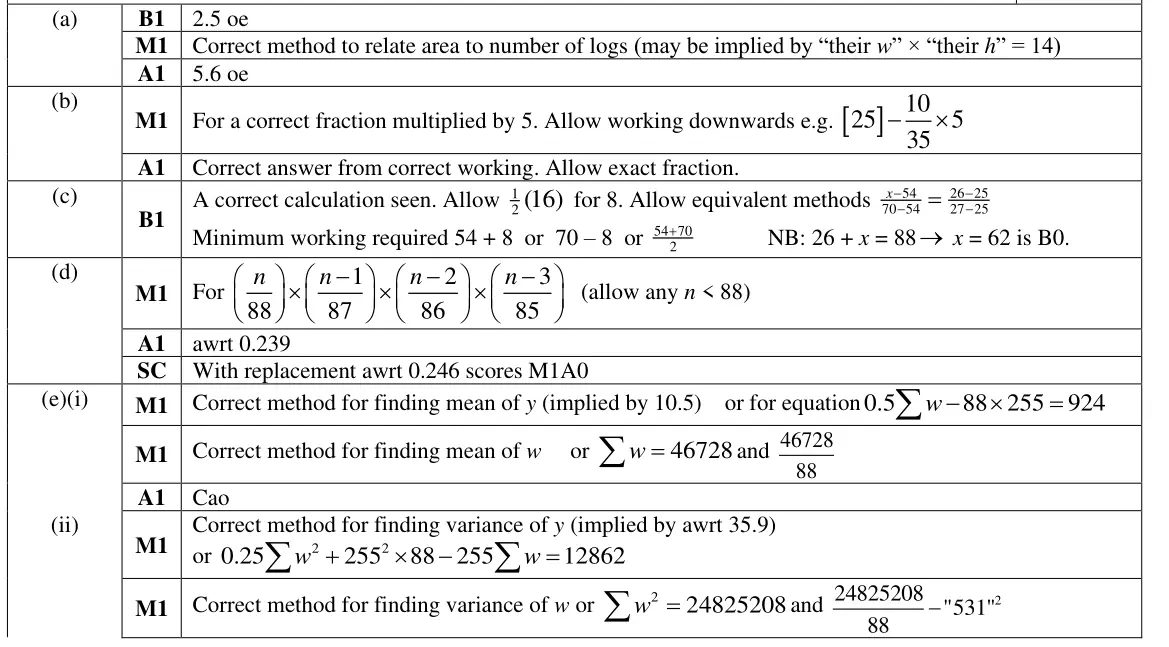 (a) B1 2.5 oe
M1 Correct method to relate area to number of logs (may be implied by “their w” × “their h” = 14)
A1 5.6 oe
(b) M1 For a correct fraction multiplied by 5. Allow working downwards e.g. [25] − 10/35 × 5
A1 Correct answer from correct working. Allow exact fraction.
(c) B1 A correct calculation seen. Allow 1/2 (16) for 8. Allow equivalent methods (x−54)/(70−54) = (26−25)/(27−25)
Minimum working required 54 + 8 or 70 – 8 or (54+70)/2 NB: 26 + x = 88 → x = 62 is B0.
(d) M1 For (n/88) × ((n−1)/87) × ((n−2)/86) × ((n−3)/85) (allow any n < 88)
A1 awrt 0.239
SC With replacement awrt 0.246 scores M1A0
(e)(i) M1 Correct method for finding mean of y (implied by 10.5) or for equation 0.5∑w − 88 × 255 = 924
M1 Correct method for finding mean of w or ∑w = 46728 and 46728/88
A1 Cao
(ii) M1 Correct method for finding variance of y (implied by awrt 35.9)
or 0.25∑w² + 255² × 88 − 255∑w = 12862
M1 Correct method for finding variance of w or ∑w² = 24825208 and 24825208/88 − "531"²